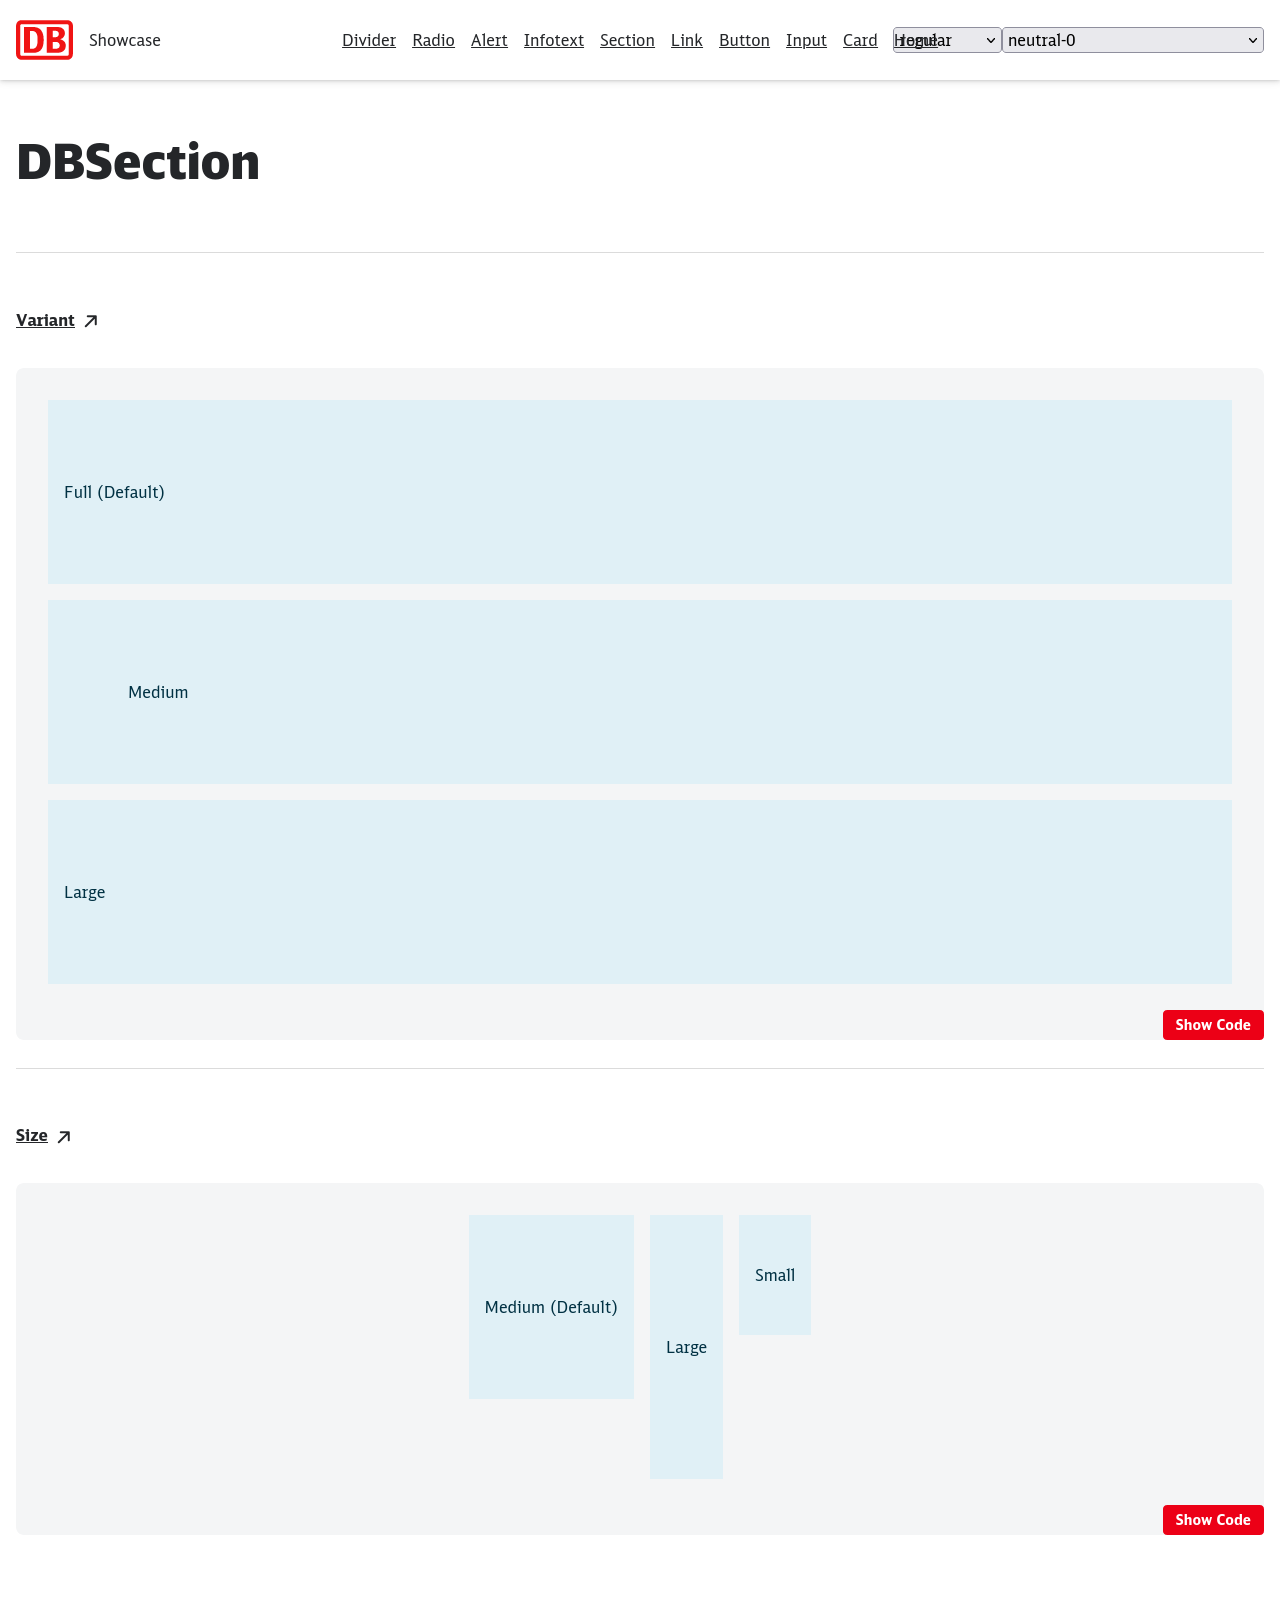 DB Showcase Divider Radio Alert Infotext Section Link Button Input Card Home regular neutral-0
DBSection
Variant
Full (Default)
Medium
Large
Show Code
Size
Medium (Default)
Large
Small
Show Code